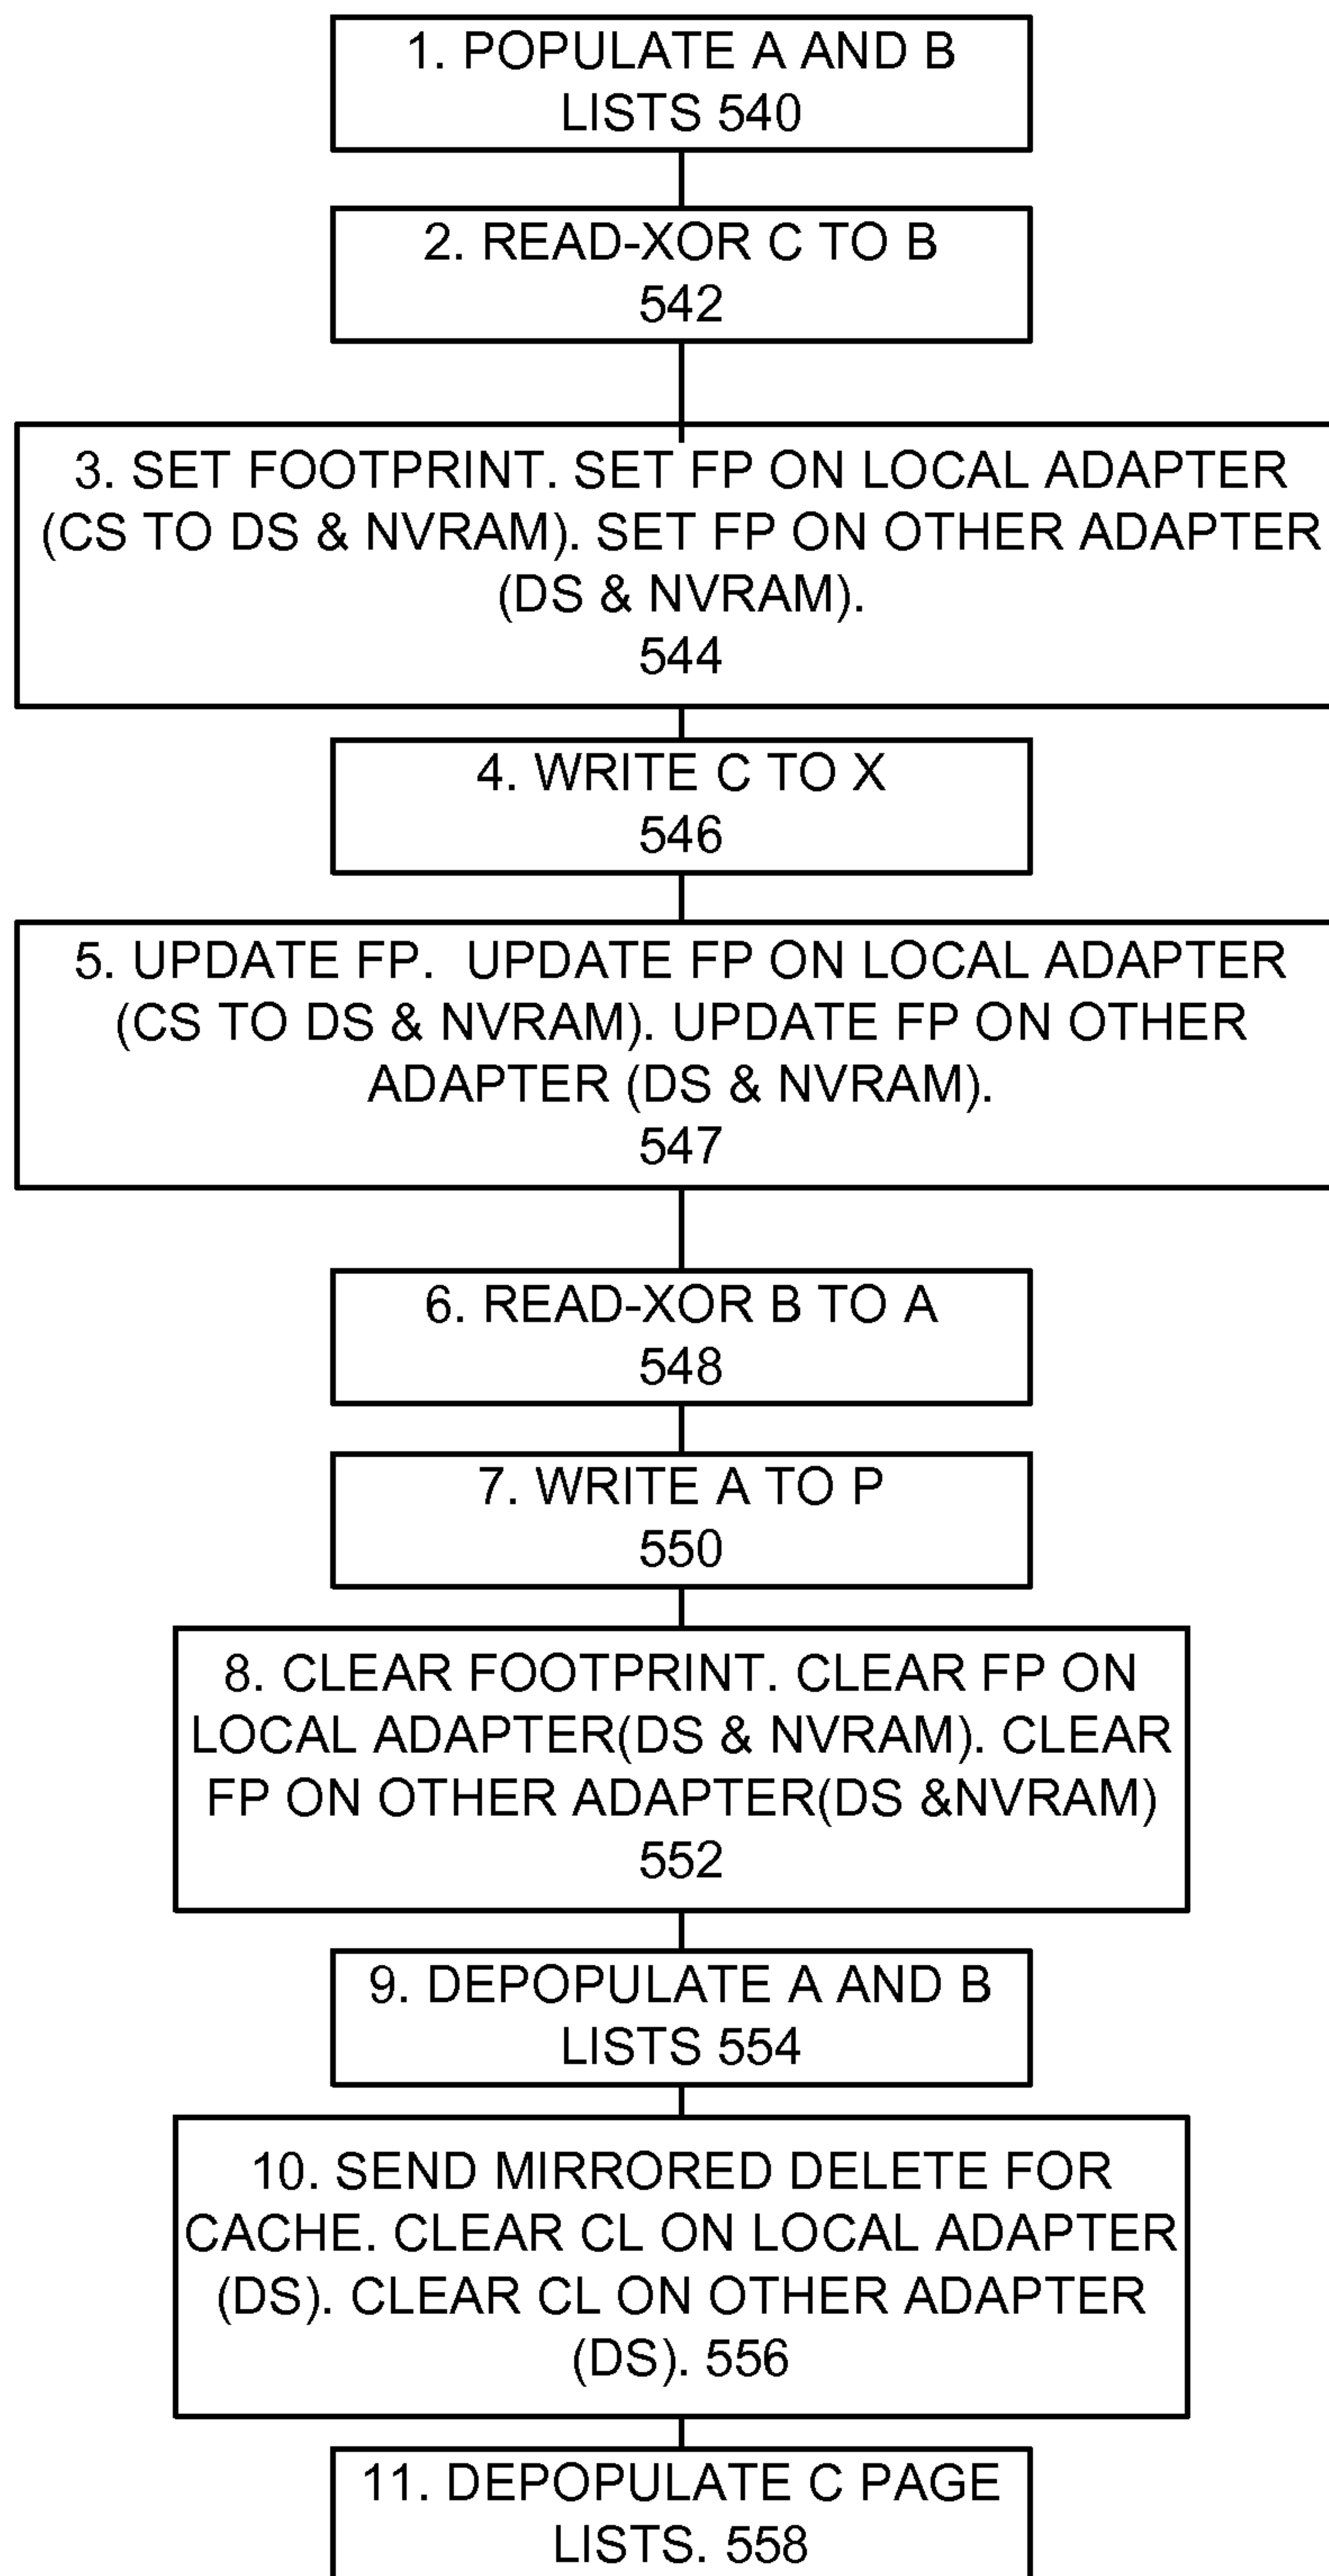 1. POPULATE A AND B
LISTS 540
2. READ-XOR C TO B
542
3. SET FOOTPRINT. SET FP ON LOCAL ADAPTER
(CS TO DS & NVRAM). SET FP ON OTHER ADAPTER
(DS & NVRAM).
544
4. WRITE C TO X
546
5. UPDATE FP. UPDATE FP ON LOCAL ADAPTER
(CS TO DS & NVRAM). UPDATE FP ON OTHER
ADAPTER (DS & NVRAM).
547
6. READ-XOR B TO A
548
7. WRITE A TO P
550
8. CLEAR FOOTPRINT. CLEAR FP ON
LOCAL ADAPTER(DS & NVRAM). CLEAR
FP ON OTHER ADAPTER(DS &NVRAM)
552
9. DEPOPULATE A AND B
LISTS 554
10. SEND MIRRORED DELETE FOR
CACHE. CLEAR CL ON LOCAL ADAPTER
(DS). CLEAR CL ON OTHER ADAPTER
(DS). 556
11. DEPOPULATE C PAGE
LISTS. 558